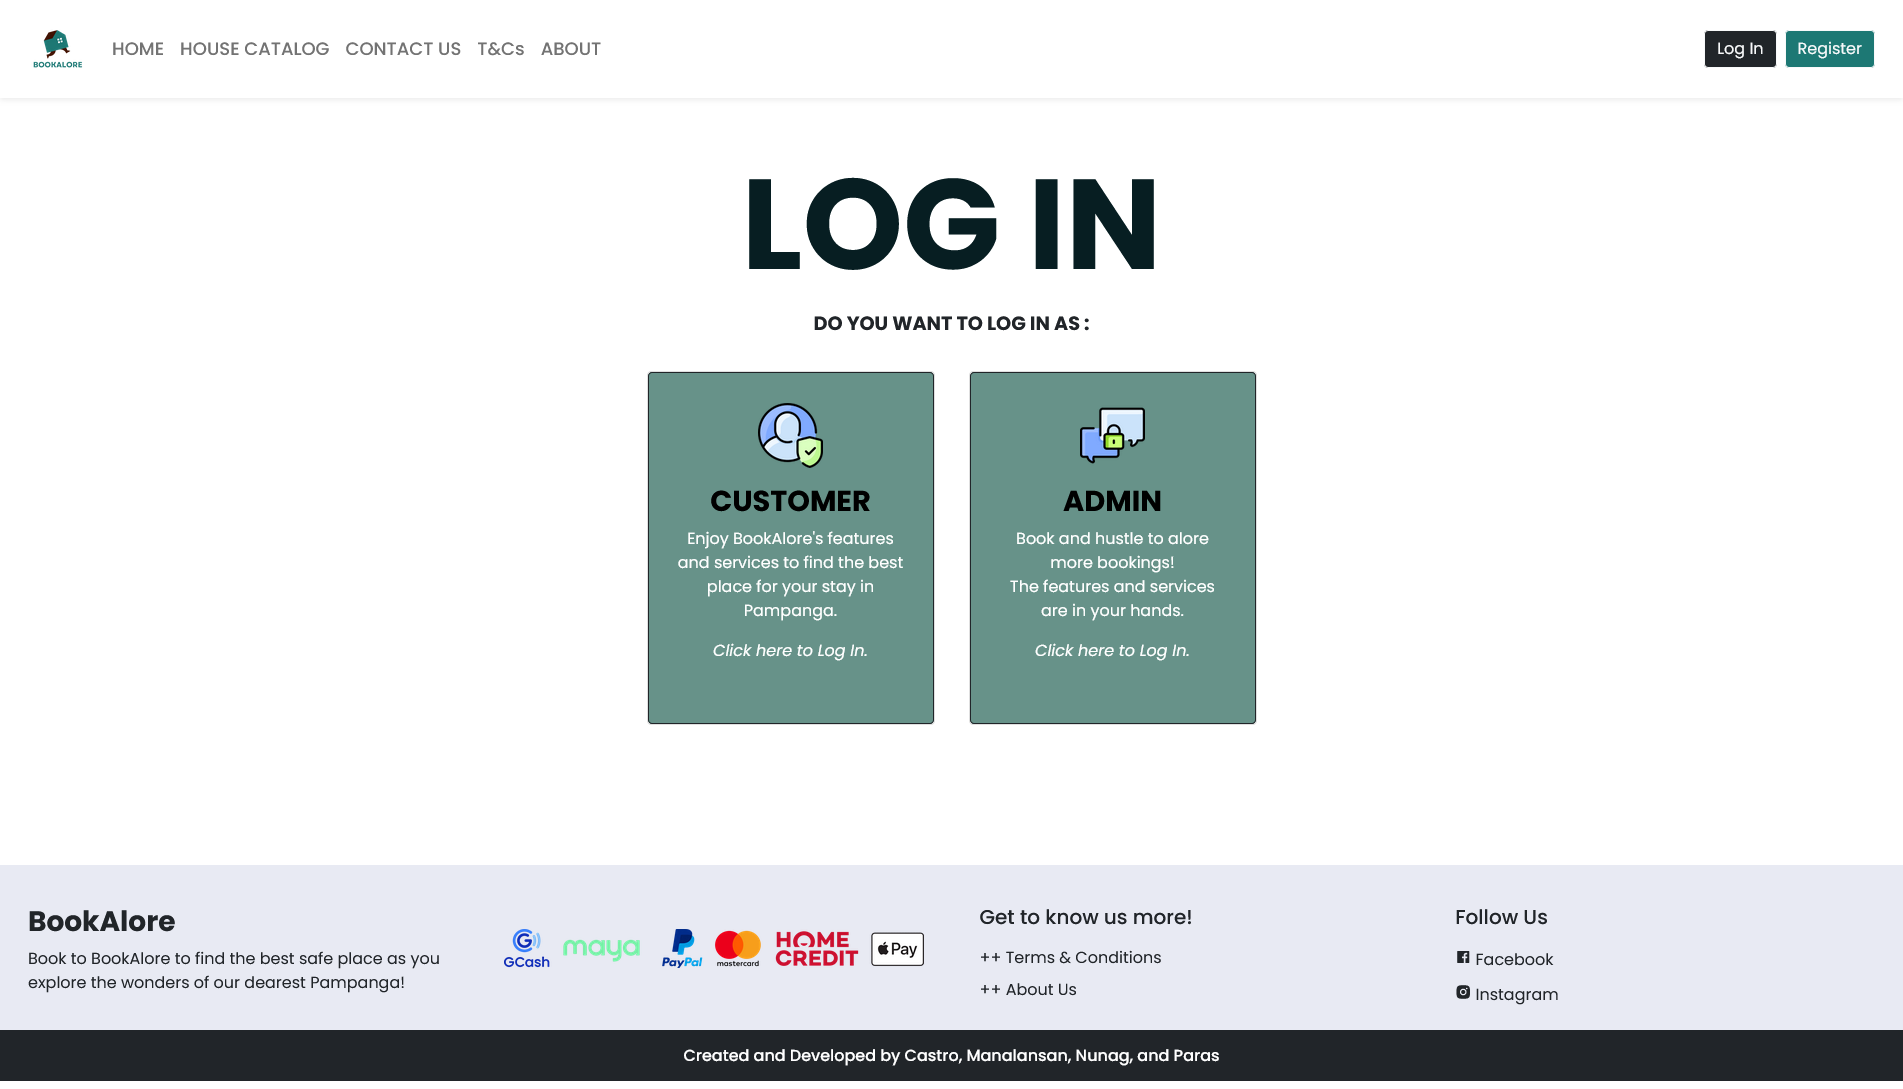 BOOKALORE
HOME HOUSE CATALOG CONTACT US T&Cs ABOUT
Log In Register
LOG IN
DO YOU WANT TO LOG IN AS :
CUSTOMER
Enjoy BookAlore's features
and services to find the best
place for your stay in
Pampanga.
Click here to Log In.
ADMIN
Book and hustle to alore
more bookings!
The features and services
are in your hands.
Click here to Log In.
BookAlore
Book to BookAlore to find the best safe place as you
explore the wonders of our dearest Pampanga!
GCash
maya
PayPal
mastercard
HOME
CREDIT
Pay
Get to know us more!
++ Terms & Conditions
++ About Us
Follow Us
Facebook
Instagram
Created and Developed by Castro, Manalansan, Nunag, and Paras